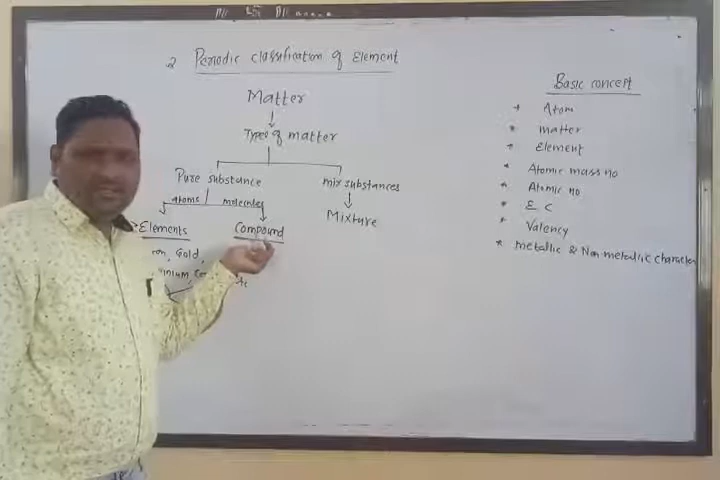 2 Periodic classification of Element
Matter
Types of matter
Pure substance
mix substances
atoms molecules
Mixture
Elements
Compound
Gold,
etc
Basic concept
* Atom
* matter
* Element
* Atomic mass no
* Atomic no
* E C
* Valency
* metallic & Non metallic character